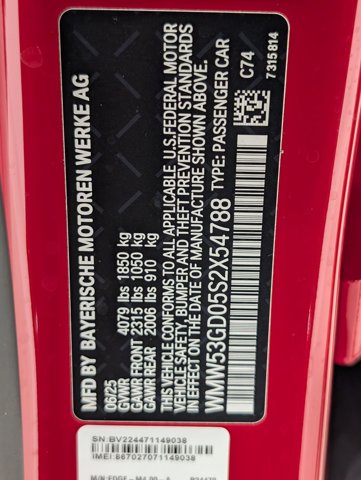 MFD BY BAYERISCHE MOTOREN WERKE AG
06/25
GVWR 4079 lbs 1850 kg
GAWR FRONT 2315 lbs 1050 kg
GAWR REAR 2006 lbs 910 kg
THIS VEHICLE CONFORMS TO ALL APPLICABLE U.S. FEDERAL MOTOR
VEHICLE SAFETY, BUMPER AND THEFT PREVENTION STANDARDS
IN EFFECT ON THE DATE OF MANUFACTURE SHOWN ABOVE.
WMW53GD05S2X54788 TYPE: PASSENGER CAR
C74
7315814
SN:BV224471149038
IMEI:867027071149038